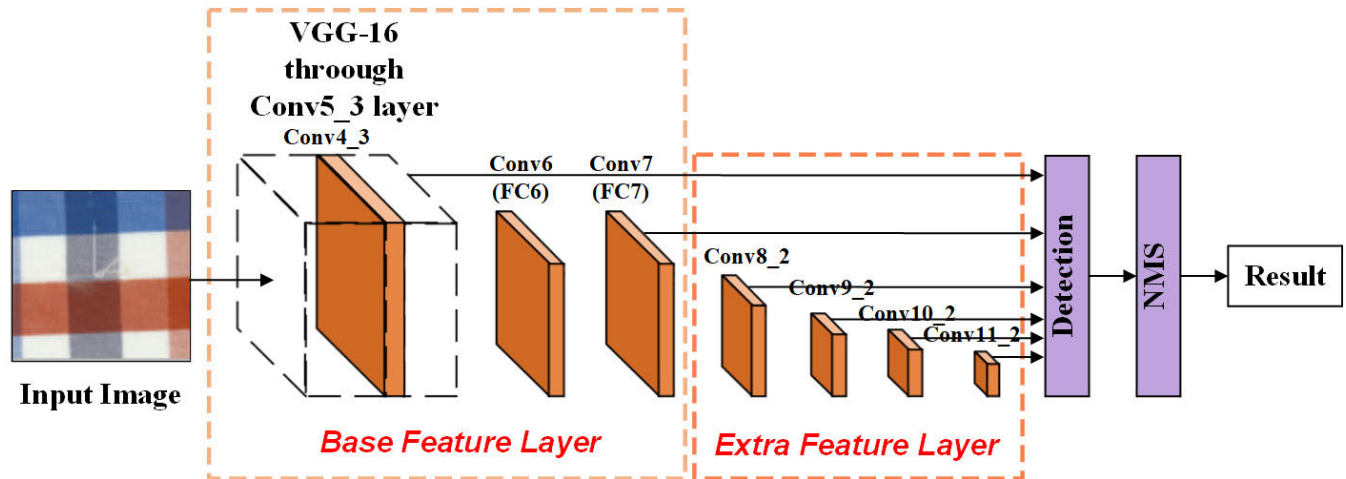 VGG-16
throough
Conv5_3 layer
Conv4_3
Conv6
(FC6)
Conv7
(FC7)
Conv8_2
Conv9_2
Conv10_2
Conv11_2
Detection
NMS
Result
Input Image
Base Feature Layer
Extra Feature Layer